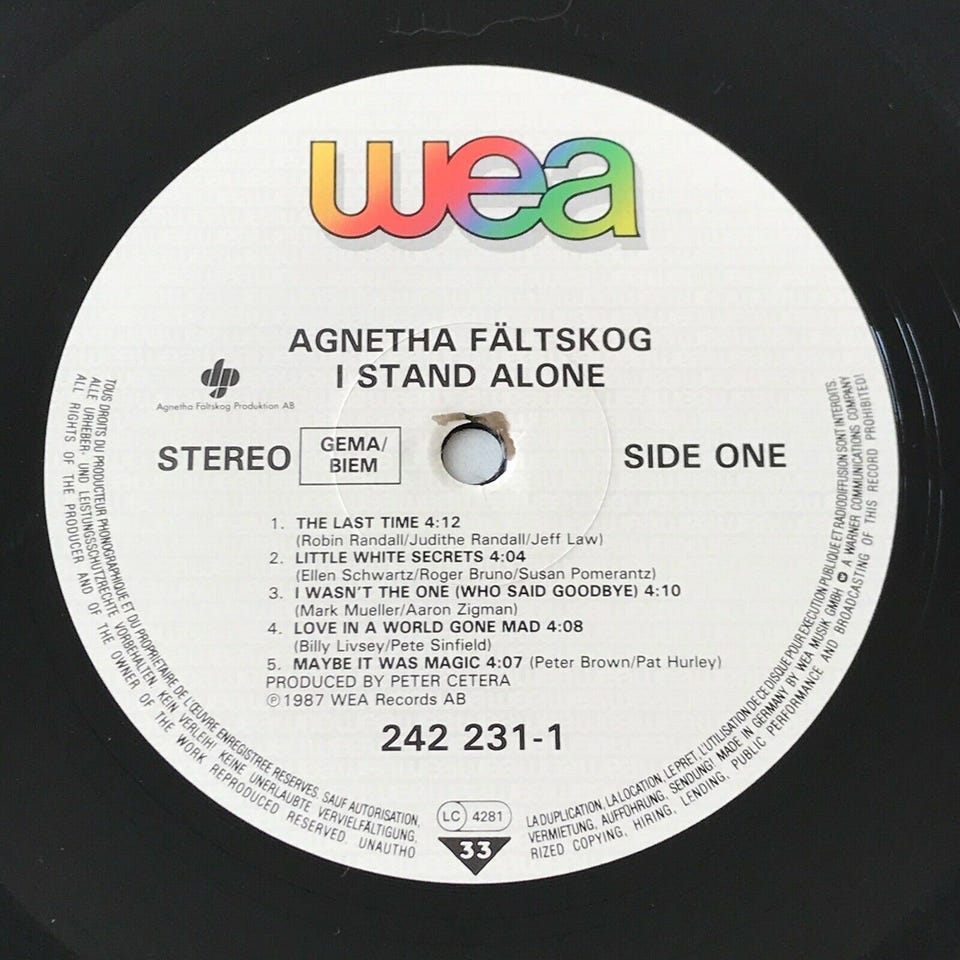 wea
AGNETHA FÄLTSKOG
I STAND ALONE
Agnetha Fältskog Produktion AB
STEREO
GEMA/
BIEM
SIDE ONE
1. THE LAST TIME 4:12
(Robin Randall/Judithe Randall/Jeff Law)
2. LITTLE WHITE SECRETS 4:04
(Ellen Schwartz/Roger Bruno/Susan Pomerantz)
3. I WASN'T THE ONE (WHO SAID GOODBYE) 4:10
(Mark Mueller/Aaron Zigman)
4. LOVE IN A WORLD GONE MAD 4:08
(Billy Livsey/Pete Sinfield)
5. MAYBE IT WAS MAGIC 4:07 (Peter Brown/Pat Hurley)
PRODUCED BY PETER CETERA
℗1987 WEA Records AB
242 231-1
LC 4281
33
TOUS DROITS DU PRODUCTEUR PHONOGRAPHIQUE ET DU PROPRIETAIRE DE L'ŒUVRE ENREGISTREE RESERVES. SAUF AUTORISATION, LA DUPLICATION, LA LOCATION, LE PRET, L'UTILISATION DE CE DISQUE POUR EXECUTION PUBLIQUE ET RADIODIFFUSION SONT INTERDITS.
ALLE URHEBER- UND LEISTUNGSSCHUTZRECHTE VORBEHALTEN. KEIN VERLEIH! KEINE UNERLAUBTE VERVIELFÄLTIGUNG, VERMIETUNG, AUFFÜHRUNG, SENDUNG! MADE IN GERMANY BY WEA MUSIK GMBH A WARNER COMMUNICATIONS COMPANY
ALL RIGHTS OF THE PRODUCER AND OF THE OWNER OF THE WORK REPRODUCED RESERVED. UNAUTHORIZED COPYING, HIRING, LENDING, PUBLIC PERFORMANCE AND BROADCASTING OF THIS RECORD PROHIBITED!